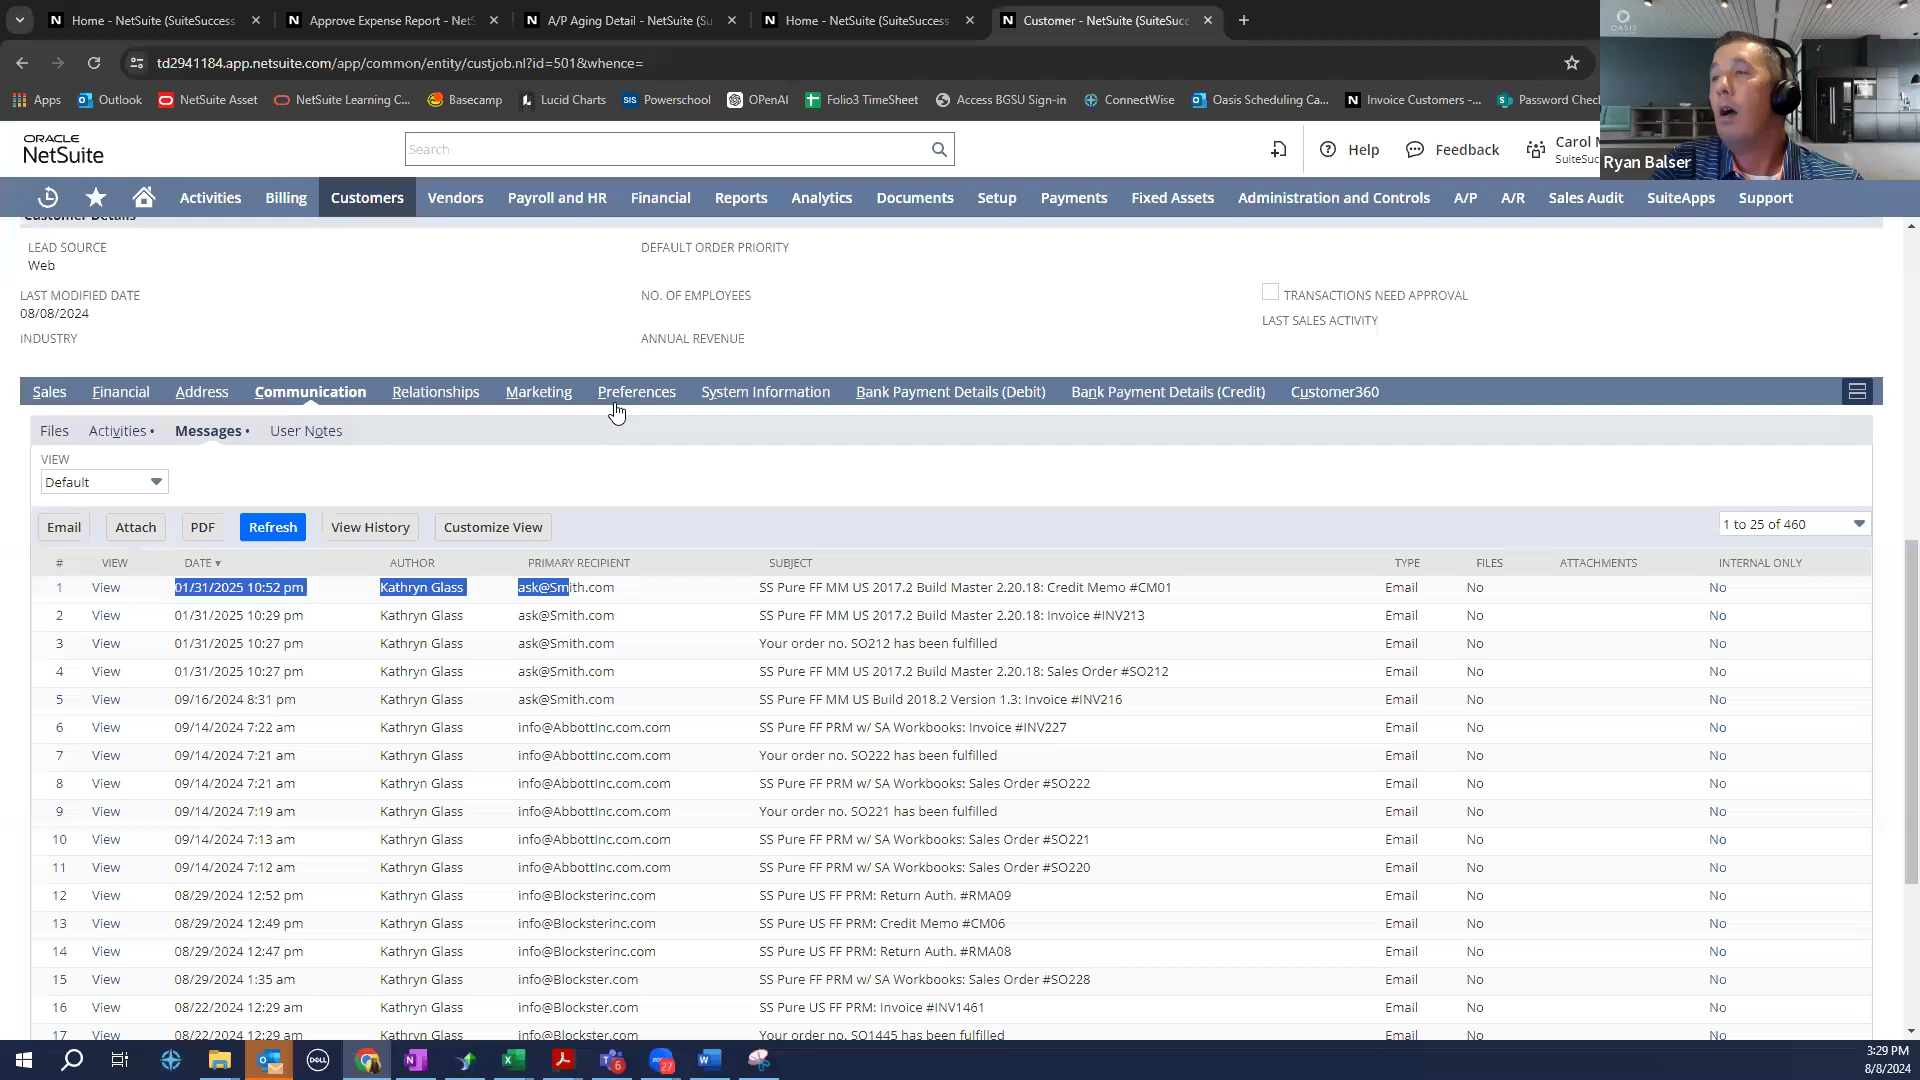 Home - NetSuite (SuiteSuccess
Approve Expense Report - NetS
A/P Aging Detail - NetSuite (Su
Home - NetSuite (SuiteSuccess
Customer - NetSuite (SuiteSucc
td2941184.app.netsuite.com/app/common/entity/custjob.nl?id=501&whence=
Apps
Outlook
NetSuite Asset
NetSuite Learning C...
Basecamp
Lucid Charts
SIS
Powerschool
OPENAI
Folio3 TimeSheet
Access BGSU Sign-in
ConnectWise
Oasis Scheduling Ca...
Invoice Customers -...
Password Chec
OASIS
ORACLE
NetSuite
Search
Help
Feedback
Carol M
SuiteSuc
Ryan Balser
Activities
Billing
Customers
Vendors
Payroll and HR
Financial
Reports
Analytics
Documents
Setup
Payments
Fixed Assets
Administration and Controls
A/P
A/R
Sales Audit
SuiteApps
Support
Customer Details
LEAD SOURCE
Web
DEFAULT ORDER PRIORITY
LAST MODIFIED DATE
08/08/2024
NO. OF EMPLOYEES
TRANSACTIONS NEED APPROVAL
LAST SALES ACTIVITY
INDUSTRY
ANNUAL REVENUE
Sales
Financial
Address
Communication
Relationships
Marketing
Preferences
System Information
Bank Payment Details (Debit)
Bank Payment Details (Credit)
Customer360
Files
Activities •
Messages •
User Notes
VIEW
Default
Email
Attach
PDF
Refresh
View History
Customize View
1 to 25 of 460
# VIEW DATE ▾ AUTHOR PRIMARY RECIPIENT SUBJECT TYPE FILES ATTACHMENTS INTERNAL ONLY
1 View 01/31/2025 10:52 pm Kathryn Glass ask@Smith.com SS Pure FF MM US 2017.2 Build Master 2.20.18: Credit Memo #CM01 Email No No
2 View 01/31/2025 10:29 pm Kathryn Glass ask@Smith.com SS Pure FF MM US 2017.2 Build Master 2.20.18: Invoice #INV213 Email No No
3 View 01/31/2025 10:27 pm Kathryn Glass ask@Smith.com Your order no. SO212 has been fulfilled Email No No
4 View 01/31/2025 10:27 pm Kathryn Glass ask@Smith.com SS Pure FF MM US 2017.2 Build Master 2.20.18: Sales Order #SO212 Email No No
5 View 09/16/2024 8:31 pm Kathryn Glass ask@Smith.com SS Pure FF MM US Build 2018.2 Version 1.3: Invoice #INV216 Email No No
6 View 09/14/2024 7:22 am Kathryn Glass info@AbbottInc.com.com SS Pure FF PRM w/ SA Workbooks: Invoice #INV227 Email No No
7 View 09/14/2024 7:21 am Kathryn Glass info@AbbottInc.com.com Your order no. SO222 has been fulfilled Email No No
8 View 09/14/2024 7:21 am Kathryn Glass info@AbbottInc.com.com SS Pure FF PRM w/ SA Workbooks: Sales Order #SO222 Email No No
9 View 09/14/2024 7:19 am Kathryn Glass info@AbbottInc.com.com Your order no. SO221 has been fulfilled Email No No
10 View 09/14/2024 7:13 am Kathryn Glass info@AbbottInc.com.com SS Pure FF PRM w/ SA Workbooks: Sales Order #SO221 Email No No
11 View 09/14/2024 7:12 am Kathryn Glass info@AbbottInc.com.com SS Pure FF PRM w/ SA Workbooks: Sales Order #SO220 Email No No
12 View 08/29/2024 12:52 pm Kathryn Glass info@Blocksterinc.com SS Pure US FF PRM: Return Auth. #RMA09 Email No No
13 View 08/29/2024 12:49 pm Kathryn Glass info@Blocksterinc.com SS Pure US FF PRM: Credit Memo #CM06 Email No No
14 View 08/29/2024 12:47 pm Kathryn Glass info@Blocksterinc.com SS Pure US FF PRM: Return Auth. #RMA08 Email No No
15 View 08/29/2024 1:35 am Kathryn Glass info@Blockster.com SS Pure FF PRM w/ SA Workbooks: Sales Order #SO228 Email No No
16 View 08/22/2024 12:29 am Kathryn Glass info@Blockster.com SS Pure US FF PRM: Invoice #INV1461 Email No No
17 View 08/22/2024 12:29 am Kathryn Glass info@Blockster.com Your order no. SO1445 has been fulfilled Email No No
DELL
6
27
3:29 PM
8/8/2024